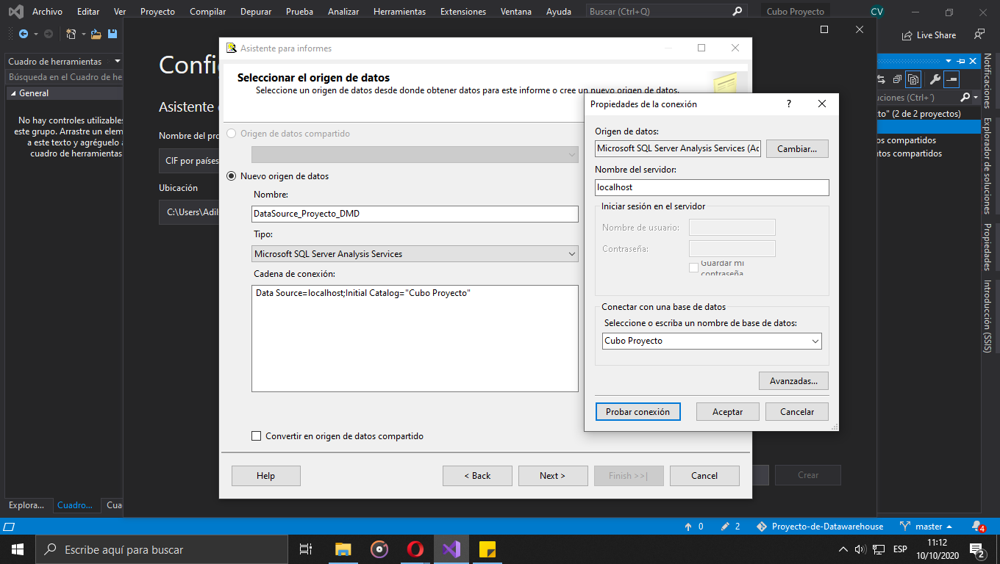 Archivo Editar Ver Proyecto Compilar Depurar Prueba Analizar Herramientas Extensiones Ventana Ayuda Buscar (Ctrl+Q) Cubo Proyecto CV
Live Share
Cuadro de herramientas
Búsqueda en el Cuadro de he
General
No hay controles utilizables
este grupo. Arrastre un elem
a este texto y agréguelo a
cuadro de herramientas
Explora... Cuadro... Cua
Config
Asistente
Nombre del pro
CIF por países
Ubicación
C:\Users\Adil
Crear
Asistente para informes
Seleccionar el origen de datos
Seleccione un origen de datos desde donde obtener datos para este informe o cree un nuevo origen de datos.
Origen de datos compartido
Nuevo origen de datos
Nombre:
DataSource_Proyecto_DMD
Tipo:
Microsoft SQL Server Analysis Services
Cadena de conexión:
Data Source=localhost;Initial Catalog="Cubo Proyecto"
Convertir en origen de datos compartido
Help < Back Next > Finish >>| Cancel
Propiedades de la conexión ?
Origen de datos:
Microsoft SQL Server Analysis Services (Ad Cambiar...
Nombre del servidor:
localhost
Iniciar sesión en el servidor
Nombre de usuario:
Contraseña:
Guardar mi
contraseña
Conectar con una base de datos
Seleccione o escriba un nombre de base de datos:
Cubo Proyecto
Avanzadas...
Probar conexión Aceptar Cancelar
uciones (Ctrl+´)
cto" (2 de 2 proyectos)
os compartidos
tos compartidos
Notificaciones
Explorador de soluciones
Propiedades
Introducción (SSIS)
0 2 Proyecto-de-Datawarehouse master 4
Escribe aquí para buscar
ESP
11:12
10/10/2020
2